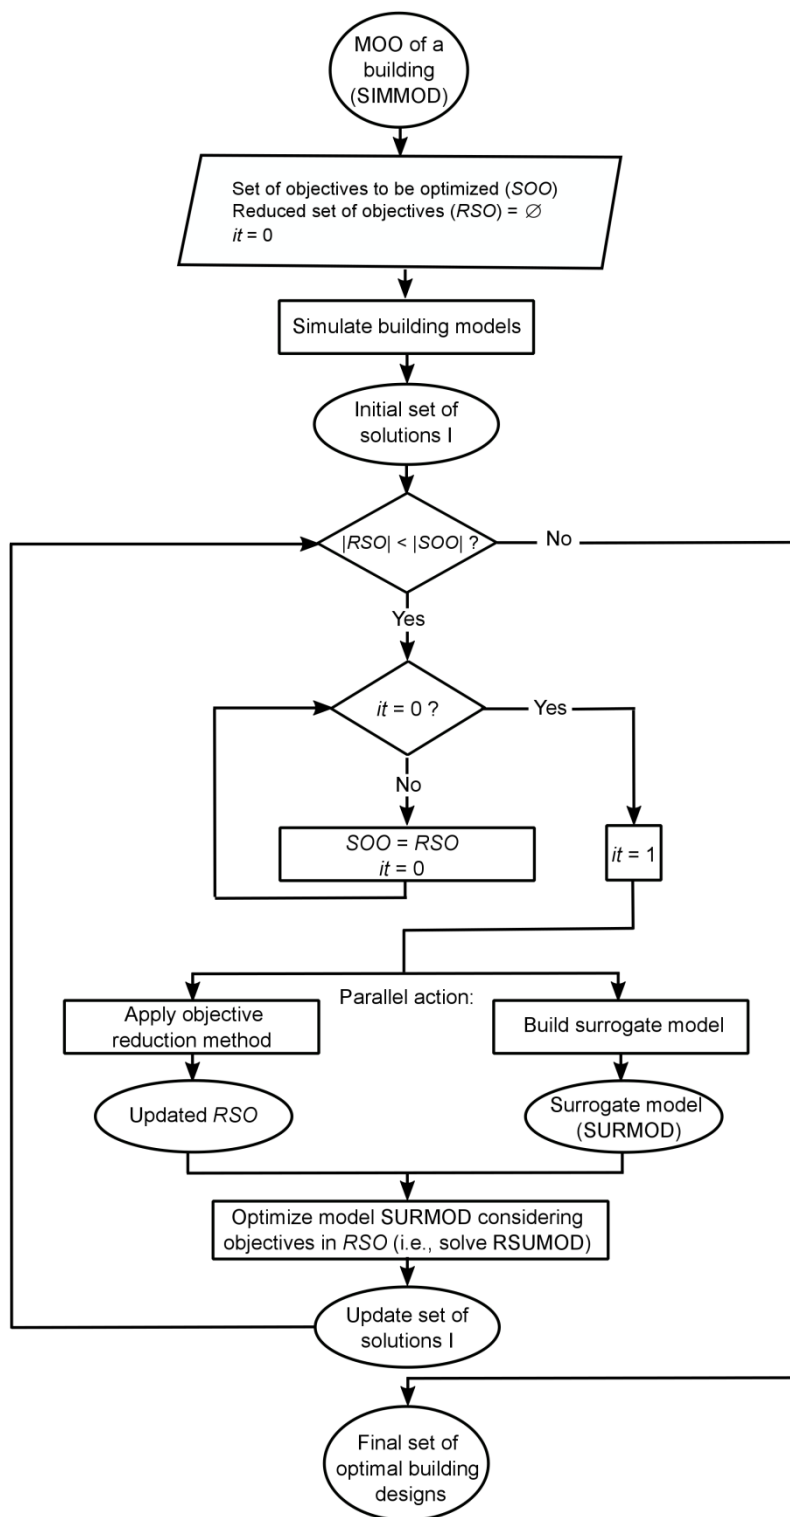 MOO of a
building
(SIMMOD)
Set of objectives to be optimized (SOO)
Reduced set of objectives (RSO) = ∅
it = 0
Simulate building models
Initial set of
solutions I
|RSO| < |SOO| ?
No
Yes
it = 0 ?
Yes
No
SOO = RSO
it = 0
it = 1
Parallel action:
Apply objective
reduction method
Build surrogate model
Updated RSO
Surrogate model
(SURMOD)
Optimize model SURMOD considering
objectives in RSO (i.e., solve RSUMOD)
Update set of
solutions I
Final set of
optimal building
designs